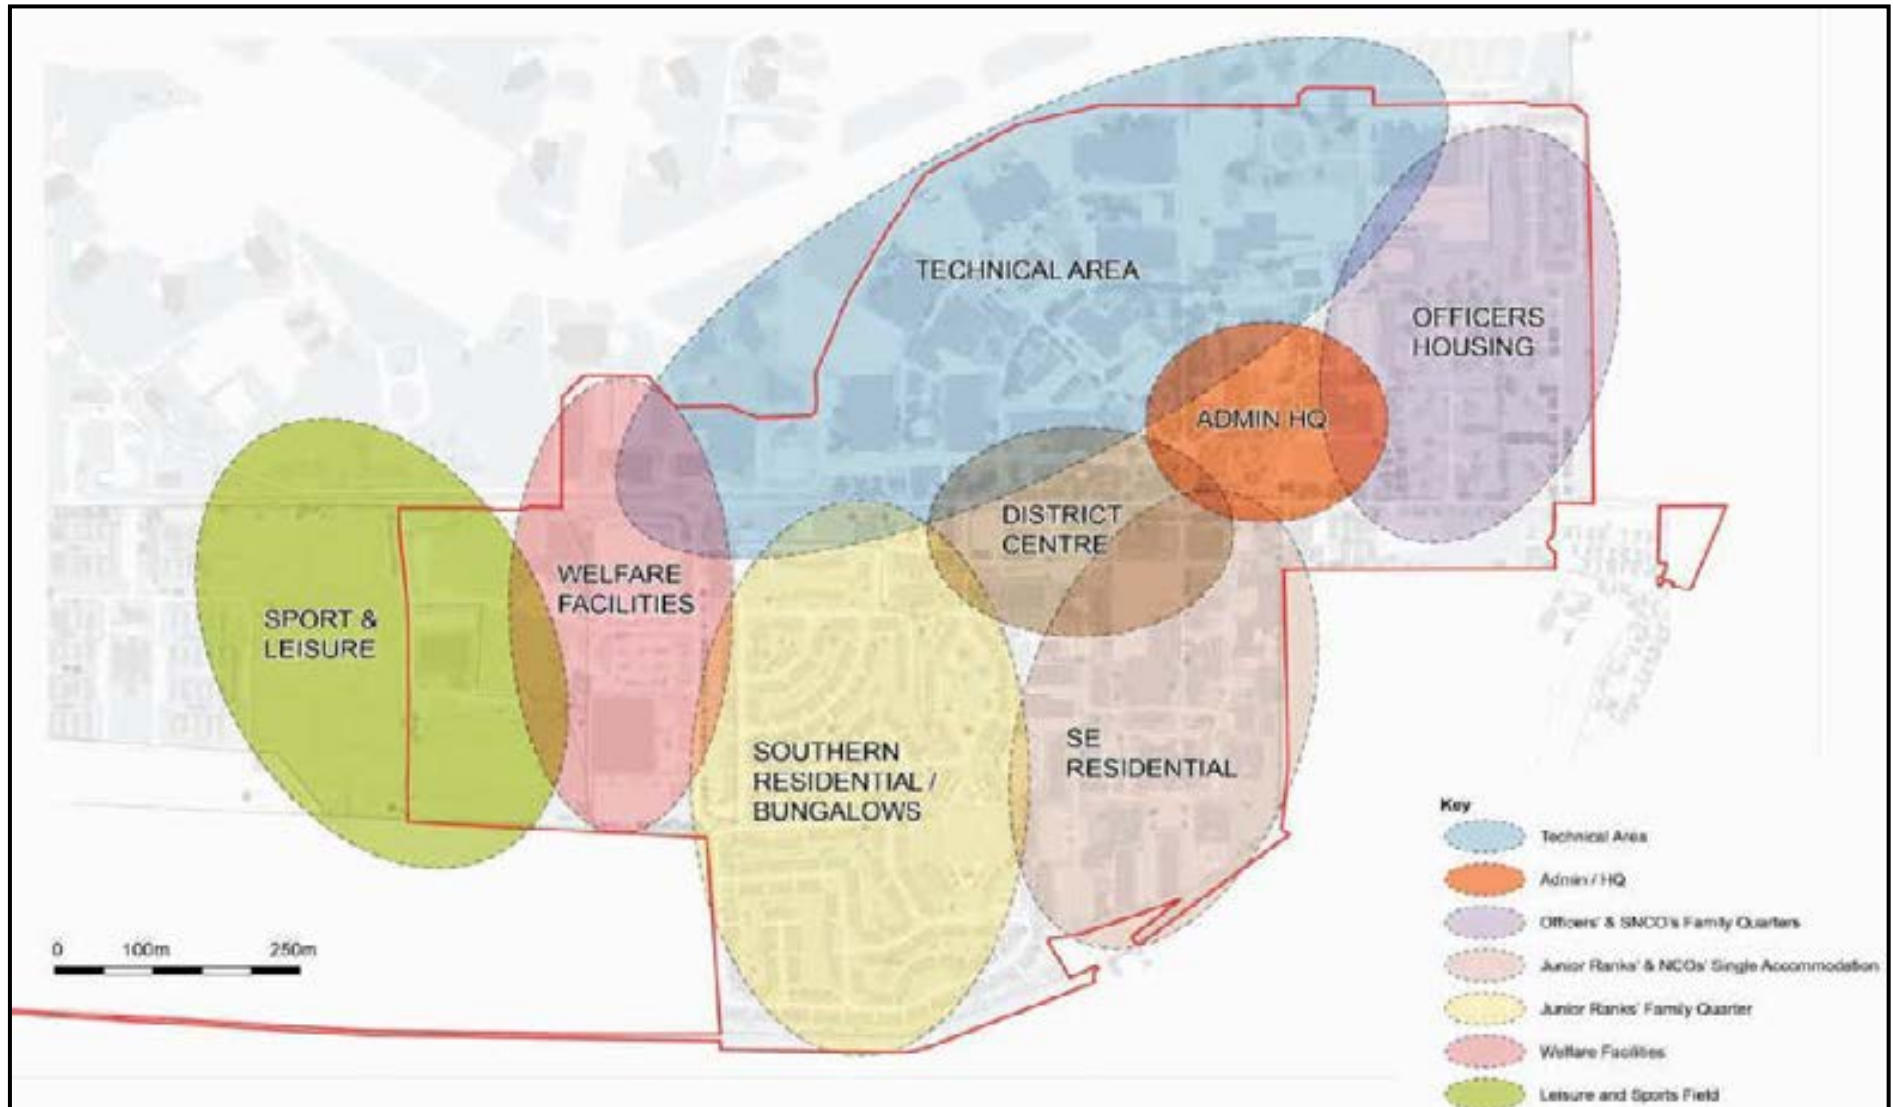 TECHNICAL AREA
OFFICERS
HOUSING
ADMIN HQ
DISTRICT
CENTRE
WELFARE
FACILITIES
SPORT &
LEISURE
SOUTHERN
RESIDENTIAL /
BUNGALOWS
SE
RESIDENTIAL
Key
Technical Area
Admin / HQ
Officers' & SNCO's Family Quarters
Junior Ranks' & NCOs' Single Accommodation
Junior Ranks' Family Quarter
Welfare Facilities
Leisure and Sports Field
0 100m 250m